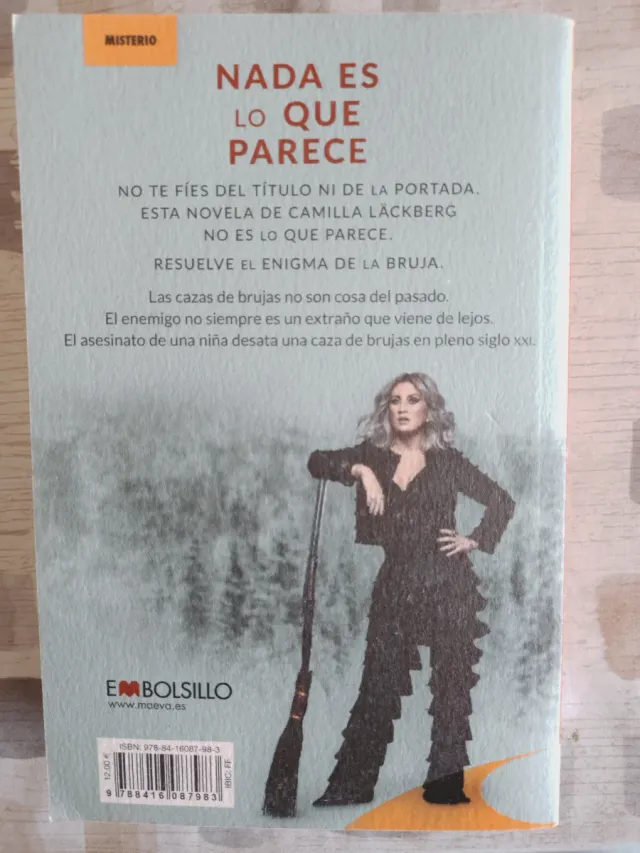 MISTERIO
NADA ES
LO QUE
PARECE
NO TE FÍES DEL TÍTULO NI DE LA PORTADA.
ESTA NOVELA DE CAMILLA LÄCKBERG
NO ES LO QUE PARECE.
RESUELVE EL ENIGMA DE LA BRUJA.
Las cazas de brujas no son cosa del pasado.
El enemigo no siempre es un extraño que viene de lejos.
El asesinato de una niña desata una caza de brujas en pleno siglo XXI.
EMBOLSILLO
www.maeva.es
ISBN: 978-84-16087-98-3
12,00 €
IBIC: FF
9 788416 087983